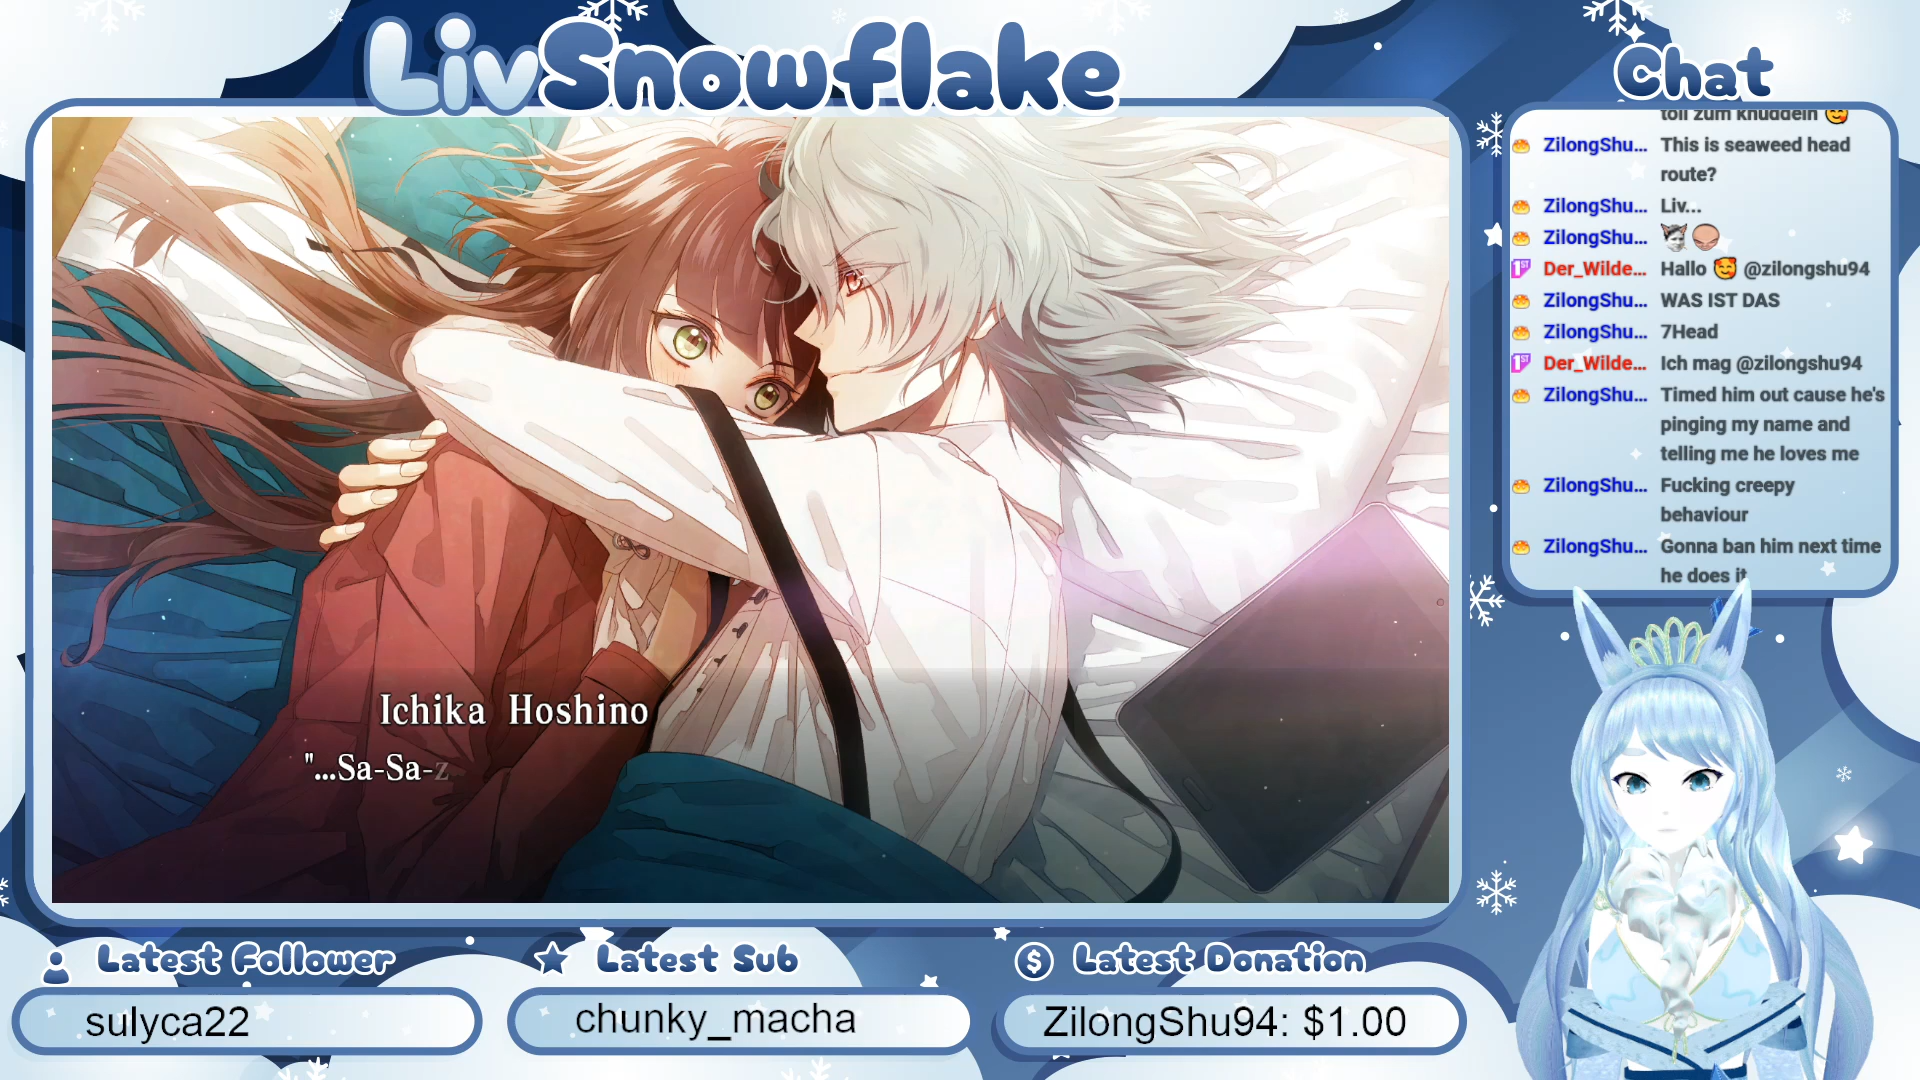 LivSnowflake
Chat
toll zum knuddeln
ZilongShu... This is seaweed head
route?
ZilongShu... Liv...
ZilongShu...
Der_Wilde... Hallo 🥰 @zilongshu94
ZilongShu... WAS IST DAS
ZilongShu... 7Head
Der_Wilde... Ich mag @zilongshu94
ZilongShu... Timed him out cause he's
pinging my name and
telling me he loves me
ZilongShu... Fucking creepy
behaviour
ZilongShu... Gonna ban him next time
he does it
Ichika Hoshino
"...Sa-Sa-z
Latest Follower
sulyca22
Latest Sub
chunky_macha
Latest Donation
ZilongShu94: $1.00